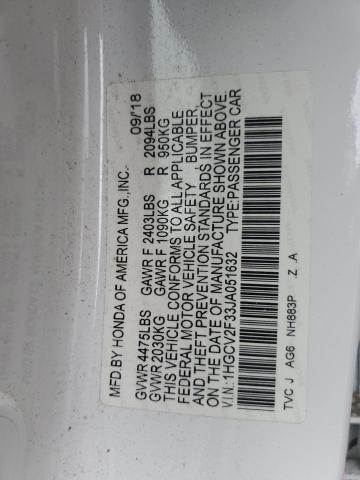 MFD.BY HONDA OF AMERICA MFG.,INC. 09/18
GVWR 4475LBS GAWR F 2403LBS R 2094LBS
GVWR 2030KG GAWR F 1090KG R 950KG
THIS VEHICLE CONFORMS TO ALL APPLICABLE
FEDERAL MOTOR VEHICLE SAFETY , BUMPER,
AND THEFT PREVENTION STANDARDS IN EFFECT
ON THE DATE OF MANUFACTURE SHOWN ABOVE.
V.I.N.:1HGCV2F33JA051632 TYPE:PASSENGER CAR
TVC J AG6 NH883P .Z .A